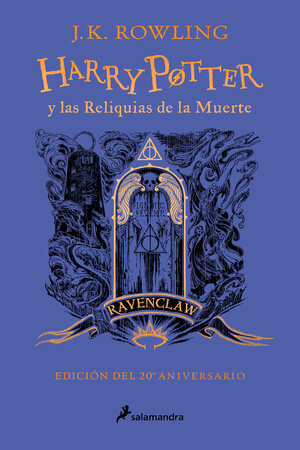 J.K. ROWLING
HARRY POTTER
y las Reliquias de la Muerte
RAVENCLAW
EDICIÓN DEL 20º ANIVERSARIO
salamandra